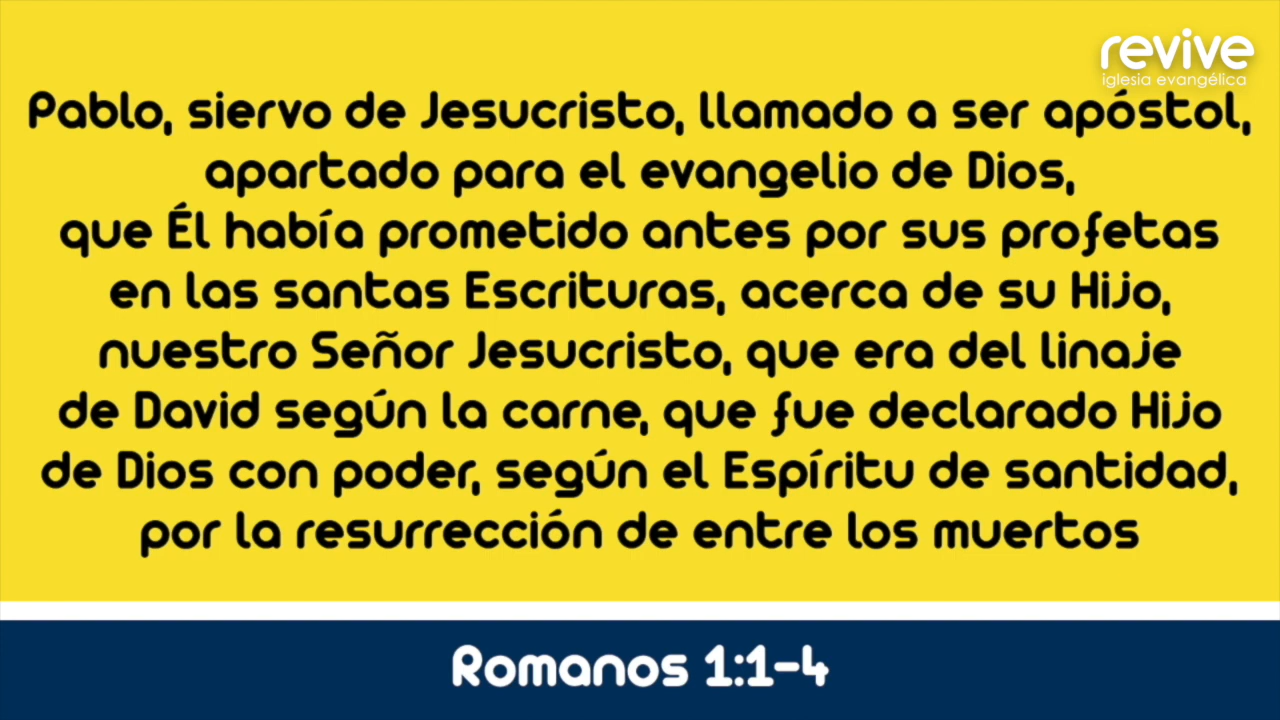 revive
iglesia evangélica
Pablo, siervo de Jesucristo, llamado a ser apóstol,
apartado para el evangelio de Dios,
que Él había prometido antes por sus profetas
en las santas Escrituras, acerca de su Hijo,
nuestro Señor Jesucristo, que era del linaje
de David según la carne, que fue declarado Hijo
de Dios con poder, según el Espíritu de santidad,
por la resurrección de entre los muertos
Romanos 1:1-4